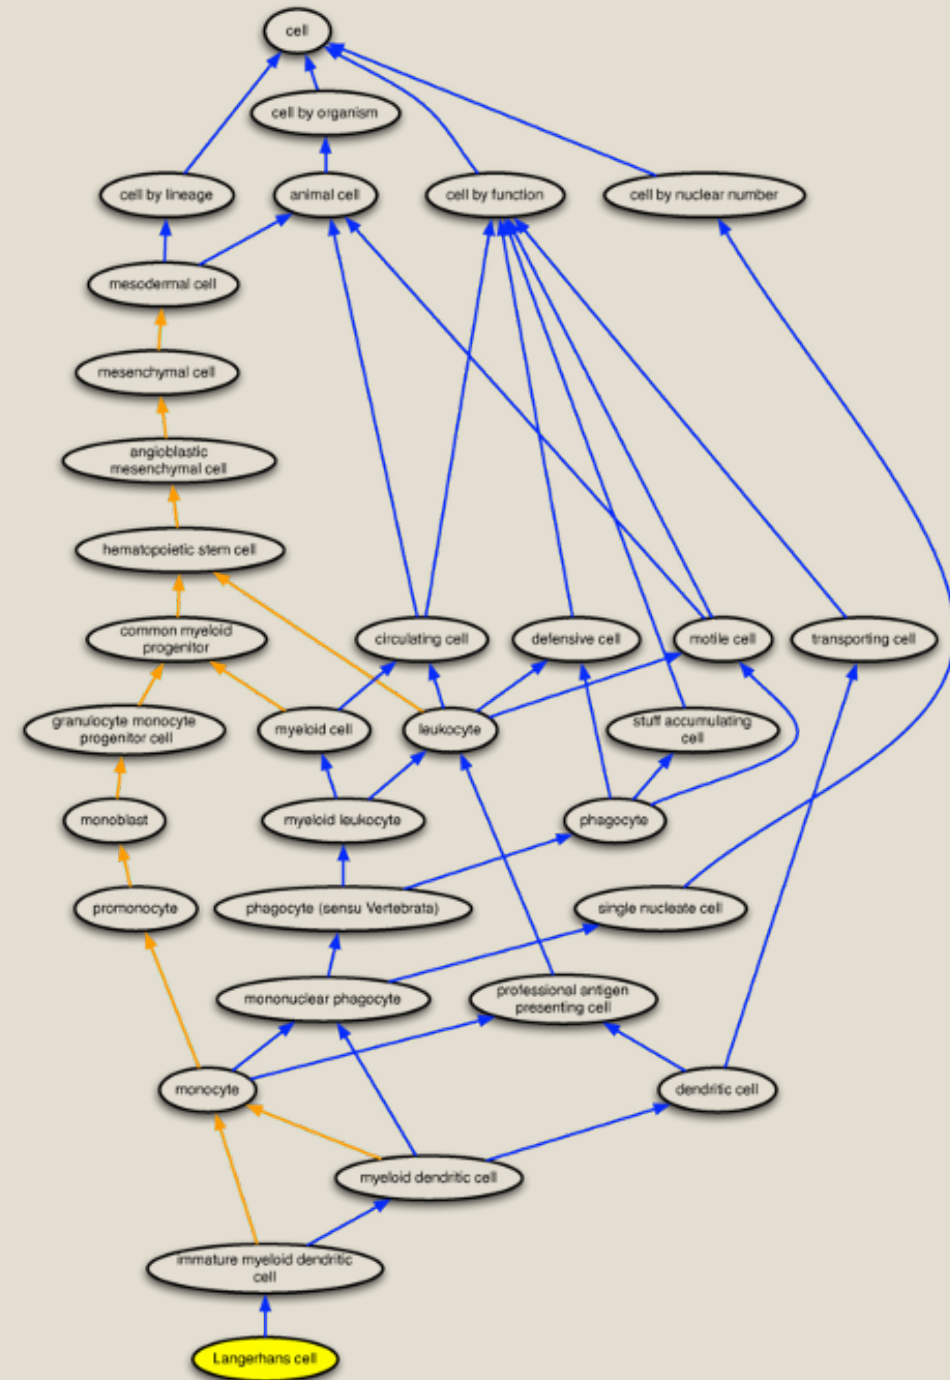 cell
cell by organism
cell by lineage
animal cell
cell by function
cell by nuclear number
mesodermal cell
mesenchymal cell
angioblastic
mesenchymal cell
hematopoietic stem cell
common myeloid
progenitor
circulating cell
defensive cell
motile cell
transporting cell
granulocyte monocyte
progenitor cell
myeloid cell
leukocyte
stuff accumulating
cell
monoblast
myeloid leukocyte
phagocyte
promonocyte
phagocyte (sensu Vertebrata)
single nucleate cell
mononuclear phagocyte
professional antigen
presenting cell
monocyte
dendritic cell
myeloid dendritic cell
immature myeloid dendritic
cell
Langerhans cell